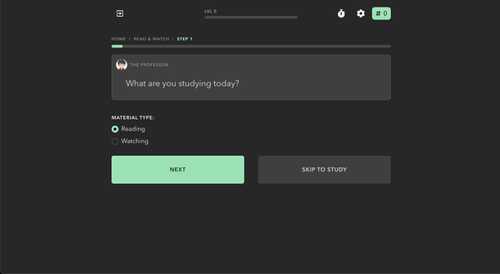 LVL 0
# 0
HOME / READ & WATCH / STEP 1
THE PROFESSOR
What are you studying today?
MATERIAL TYPE:
Reading
Watching
NEXT
SKIP TO STUDY